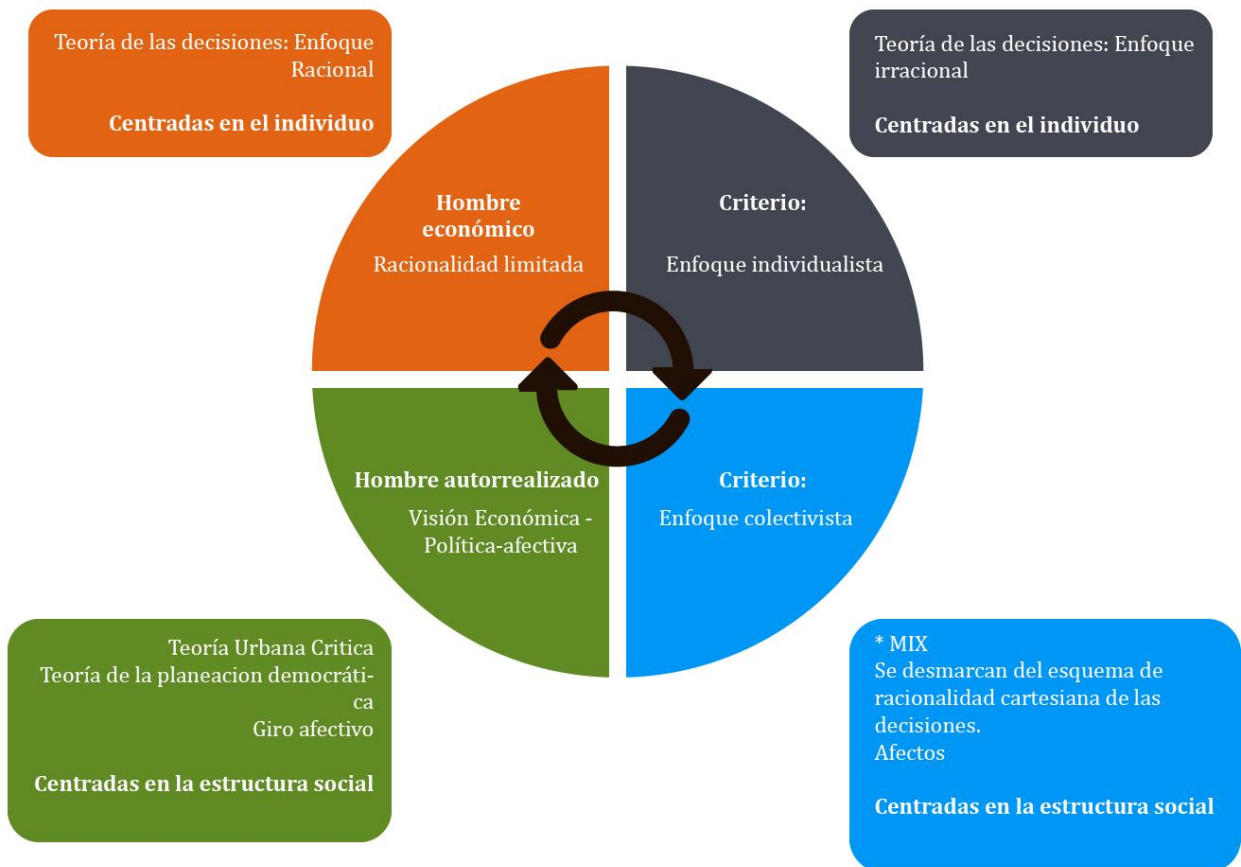 Teoría de las decisiones: Enfoque
Racional
Centradas en el individuo
Teoría de las decisiones: Enfoque
irracional
Centradas en el individuo
Hombre
económico
Racionalidad limitada
Criterio:
Enfoque individualista
Hombre autorrealizado
Visión Económica -
Política-afectiva
Criterio:
Enfoque colectivista
Teoría Urbana Critica
Teoría de la planeacion democráti-
ca
Giro afectivo
Centradas en la estructura social
* MIX
Se desmarcan del esquema de
racionalidad cartesiana de las
decisiones.
Afectos
Centradas en la estructura social